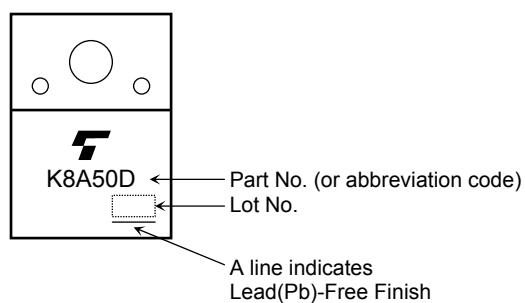 K8A50D
Part No. (or abbreviation code)
Lot No.
A line indicates
Lead(Pb)-Free Finish